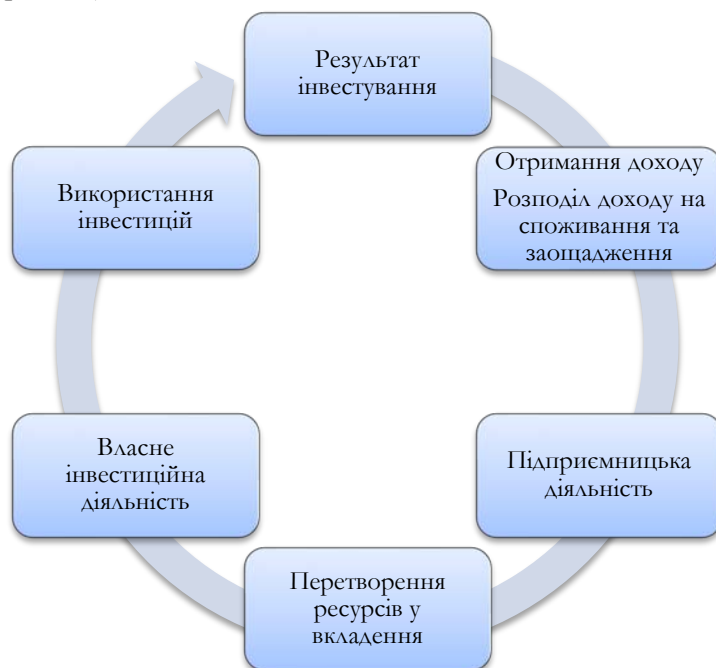 Результат
інвестування
Отримання доходу
Розподіл доходу на
споживання та
заощадження
Підприємницька
діяльність
Перетворення
ресурсів у
вкладення
Власне
інвестиційна
діяльність
Використання
інвестицій